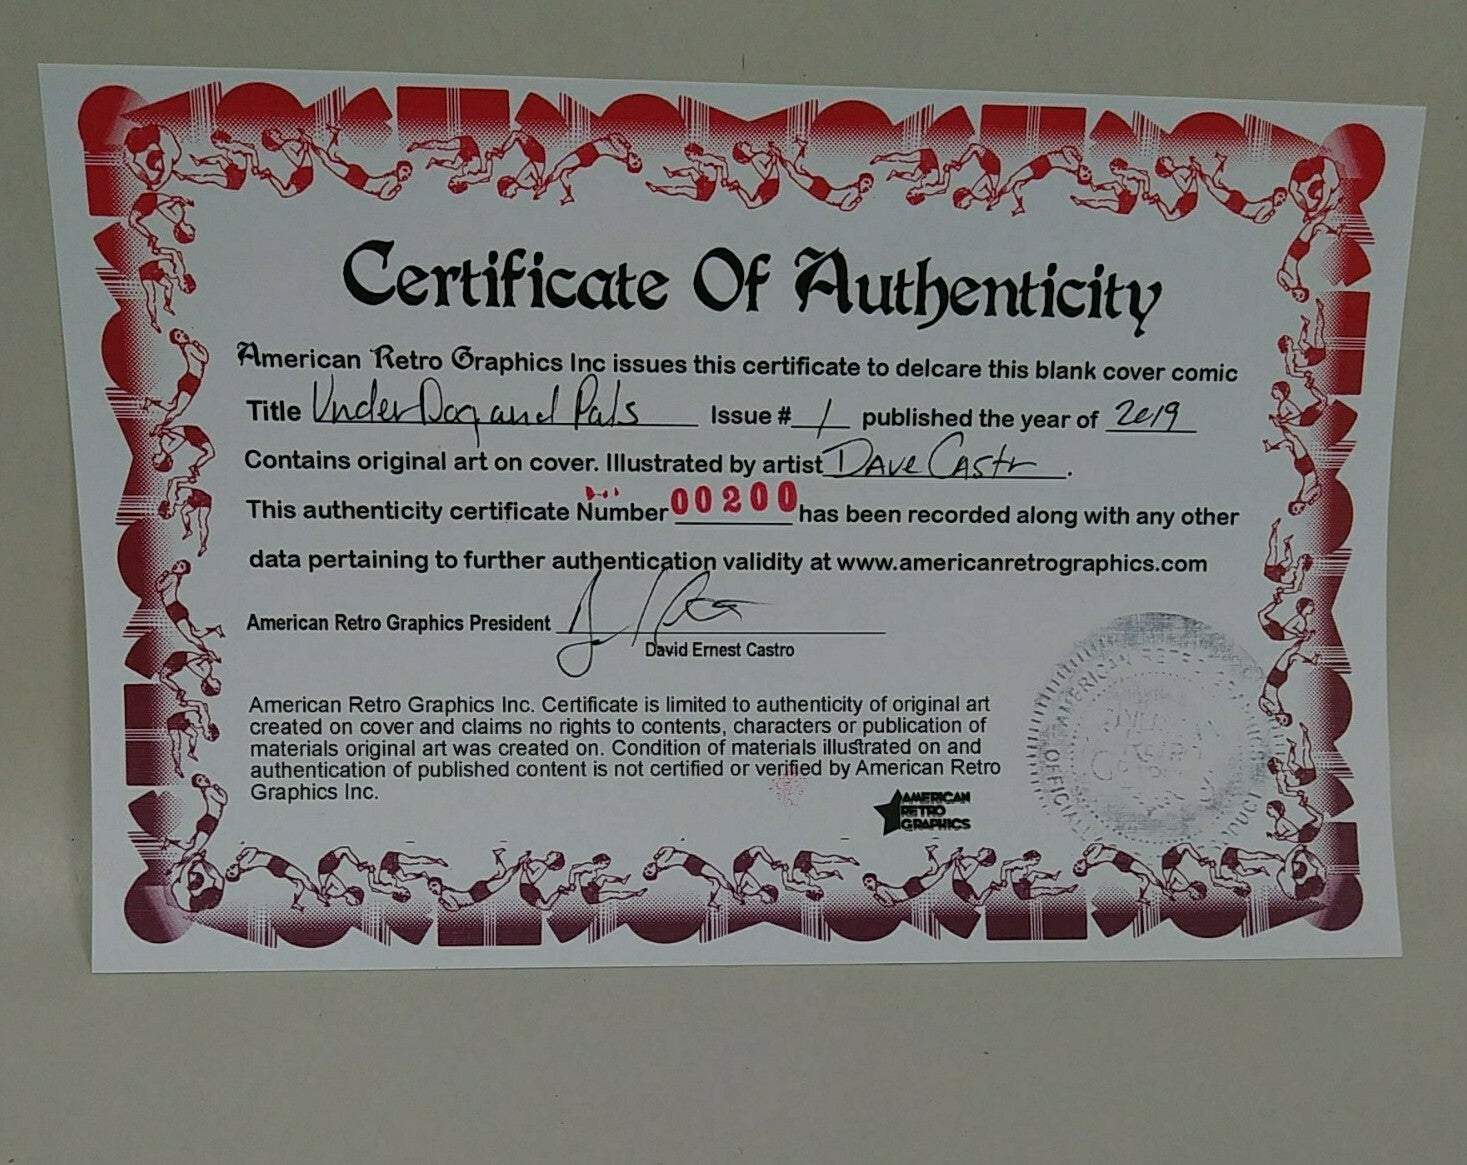 Certificate Of Authenticity
American Retro Graphics Inc issues this certificate to delcare this blank cover comic
Title UnderDog and Pals Issue # 1 published the year of 2019
Contains original art on cover. Illustrated by artist Dave Castr .
This authenticity certificate Number 00200 has been recorded along with any other
data pertaining to further authentication validity at www.americanretrographics.com
American Retro Graphics President
David Ernest Castro
American Retro Graphics Inc. Certificate is limited to authenticity of original art
created on cover and claims no rights to contents, characters or publication of
materials original art was created on. Condition of materials illustrated on and
authentication of published content is not certified or verified by American Retro
Graphics Inc.
AMERICAN
RETRO
GRAPHICS